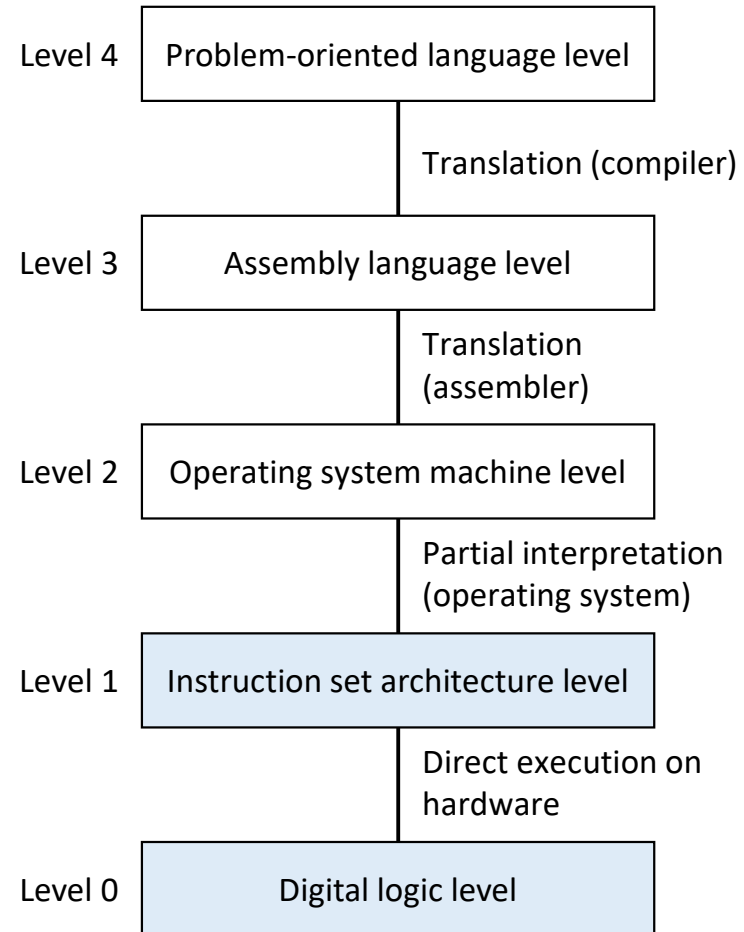 Level 4
Problem-oriented language level
Translation (compiler)
Level 3
Assembly language level
Translation
(assembler)
Level 2
Operating system machine level
Partial interpretation
(operating system)
Level 1
Instruction set architecture level
Direct execution on
hardware
Level 0
Digital logic level